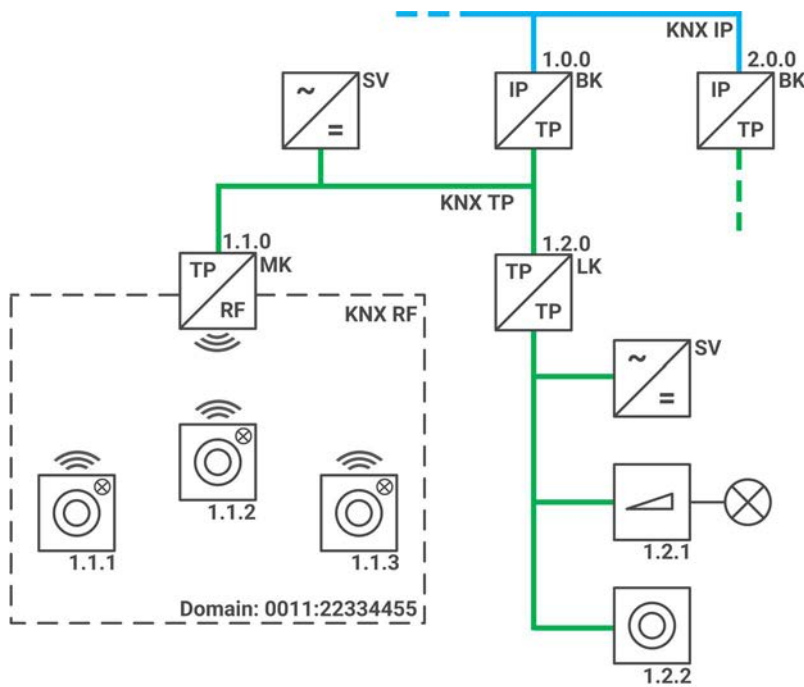 KNX IP
1.0.0
2.0.0
SV
IP
BK
IP
BK
~
=
TP
TP
KNX TP
1.1.0
1.2.0
TP
MK
TP
LK
RF
KNX RF
TP
SV
~
=
1.1.2
1.1.1
1.1.3
1.2.1
Domain: 0011:22334455
1.2.2